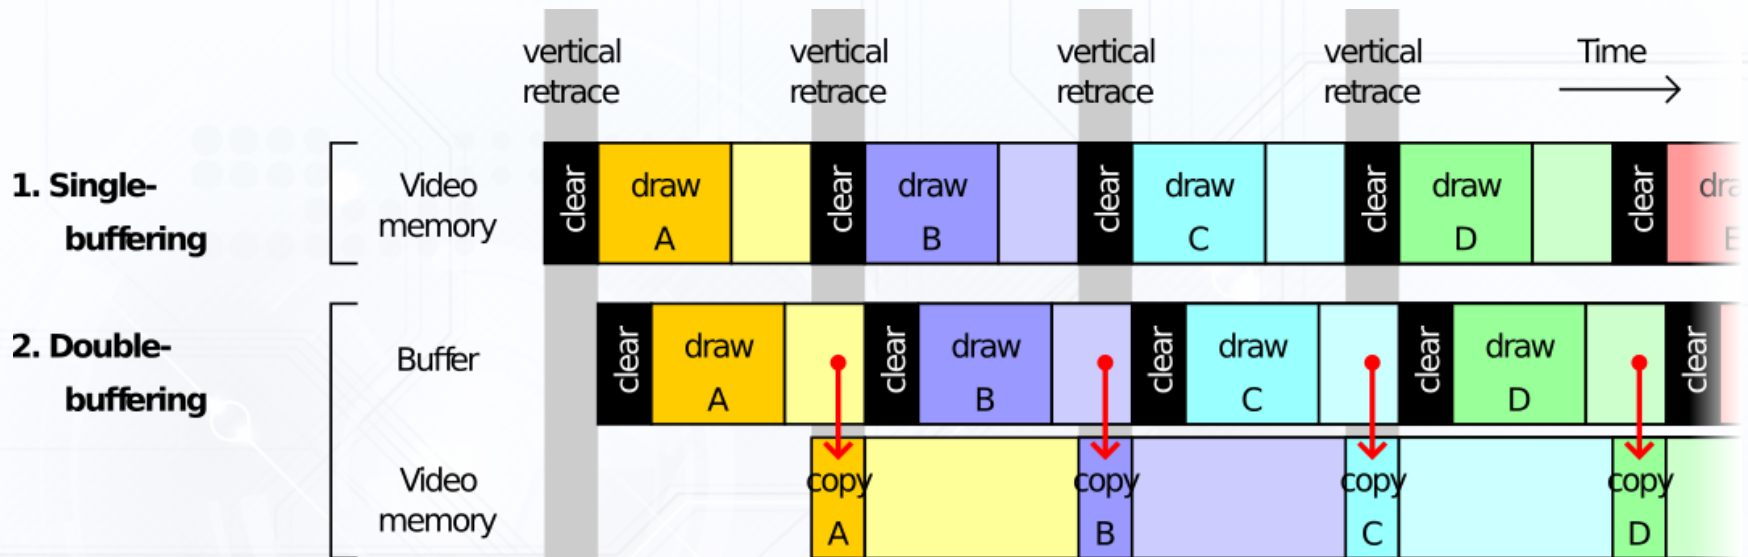 vertical
retrace
vertical
retrace
vertical
retrace
vertical
retrace
Time
1. Single-
buffering
Video
memory
clear
draw
A
clear
draw
B
clear
draw
C
clear
draw
D
clear
2. Double-
buffering
Buffer
clear
draw
A
clear
draw
B
clear
draw
C
clear
draw
D
clear
Video
memory
copy
A
copy
B
copy
C
copy
D